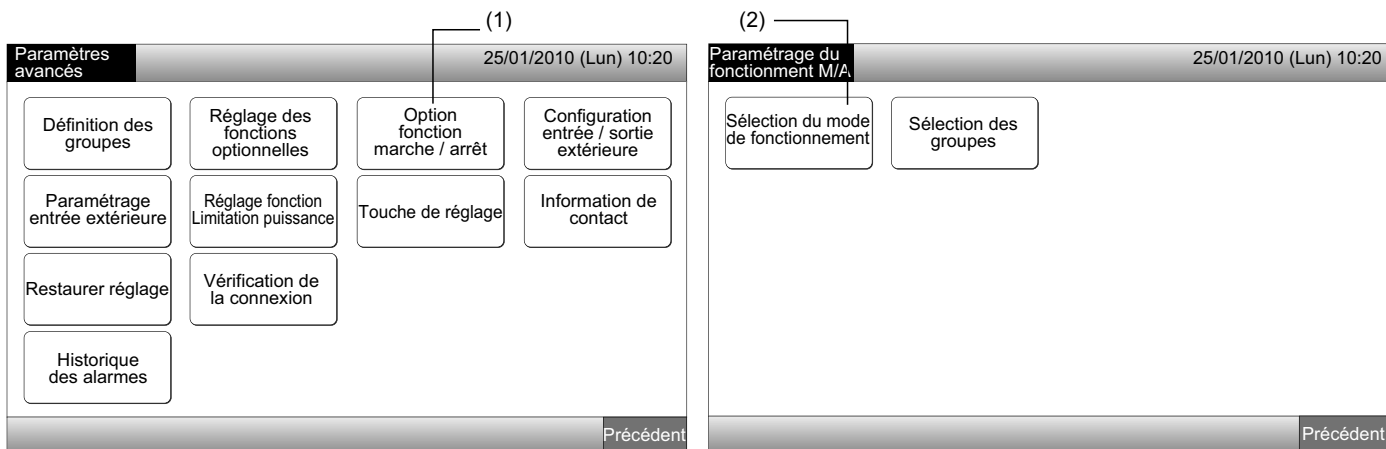 (1)
Paramètres
avancés
25/01/2010 (Lun) 10:20
Définition des
groupes
Réglage des
fonctions
optionnelles
Option
fonction
marche / arrêt
Configuration
entrée / sortie
extérieure
Paramétrage
entrée extérieure
Réglage fonction
Limitation puissance
Touche de réglage
Information de
contact
Restaurer réglage
Vérification de
la connexion
Historique
des alarmes
Précédent
(2)
Paramétrage du
fonctionment M/A
25/01/2010 (Lun) 10:20
Sélection du mode
de fonctionnement
Sélection des
groupes
Précédent